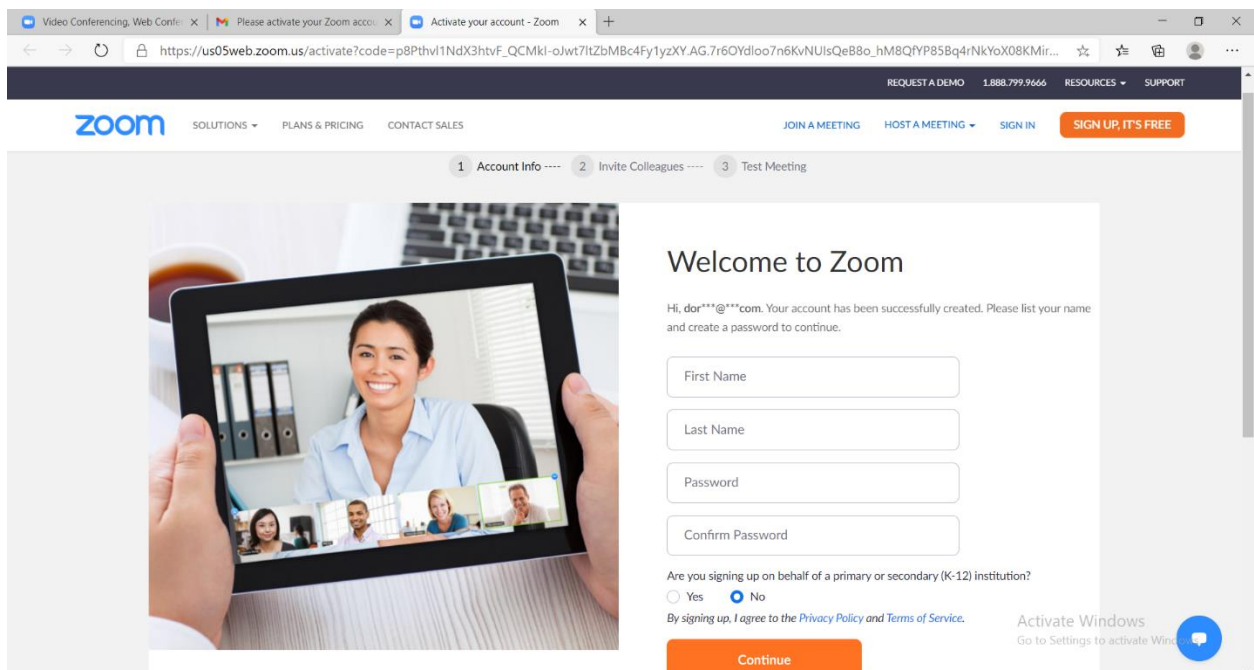 Video Conferencing, Web Confer
Please activate your Zoom accou
Activate your account - Zoom
https://us05web.zoom.us/activate?code=p8Pthvl1NdX3htvF_QCMkI-oJwt7ltZbMBc4Fy1yzXY.AG.7r6OYdloo7n6KvNUIsQeB8o_hM8QfYP85Bq4rNkYoX08KMir...
REQUEST A DEMO 1.888.799.9666 RESOURCES SUPPORT
zoom SOLUTIONS PLANS & PRICING CONTACT SALES JOIN A MEETING HOST A MEETING SIGN IN SIGN UP, IT'S FREE
1 Account Info ---- 2 Invite Colleagues ---- 3 Test Meeting
Welcome to Zoom
Hi, dor***@***com. Your account has been successfully created. Please list your name
and create a password to continue.
First Name
Last Name
Password
Confirm Password
Are you signing up on behalf of a primary or secondary (K-12) institution?
Yes No
By signing up, I agree to the Privacy Policy and Terms of Service.
Continue
Activate Windows
Go to Settings to activate